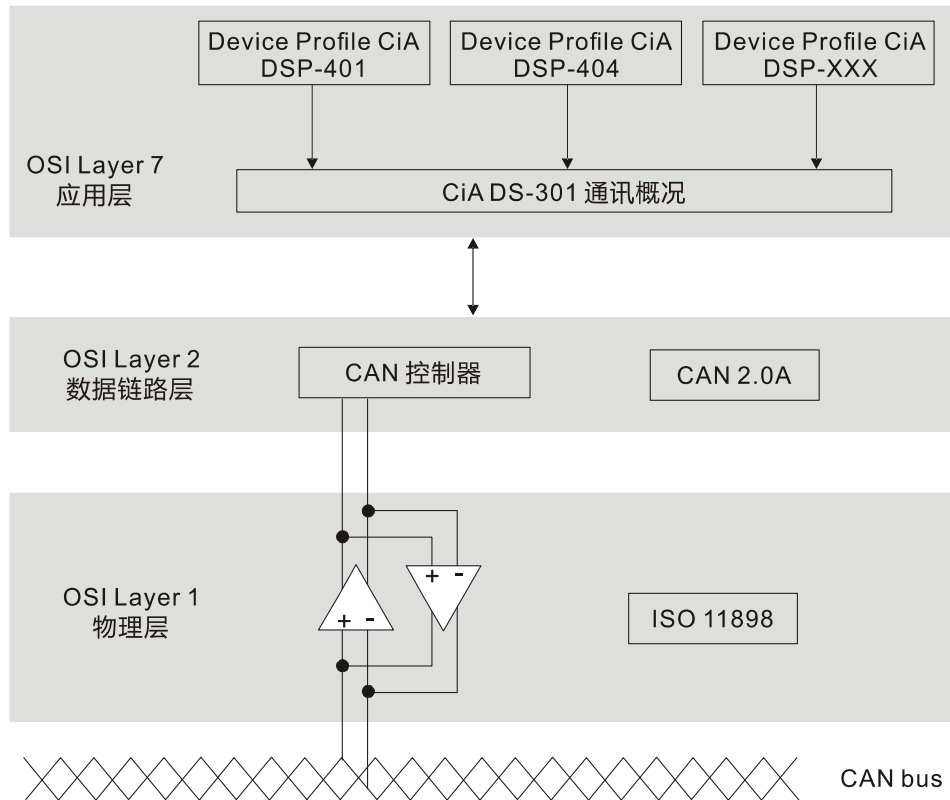 Device Profile CiA
DSP-401
Device Profile CiA
DSP-404
Device Profile CiA
DSP-XXX
OSI Layer 7
应用层
CiA DS-301 通讯概况
OSI Layer 2
数据链路层
CAN 控制器
CAN 2.0A
OSI Layer 1
物理层
+ -
+ -
ISO 11898
CAN bus